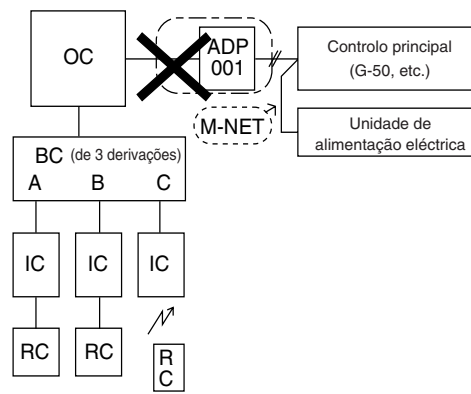 OC
ADP
001
Controlo principal
(G-50, etc.)
M-NET
Unidade de
alimentação eléctrica
BC (de 3 derivações)
A B C
IC IC IC
RC RC
R
C